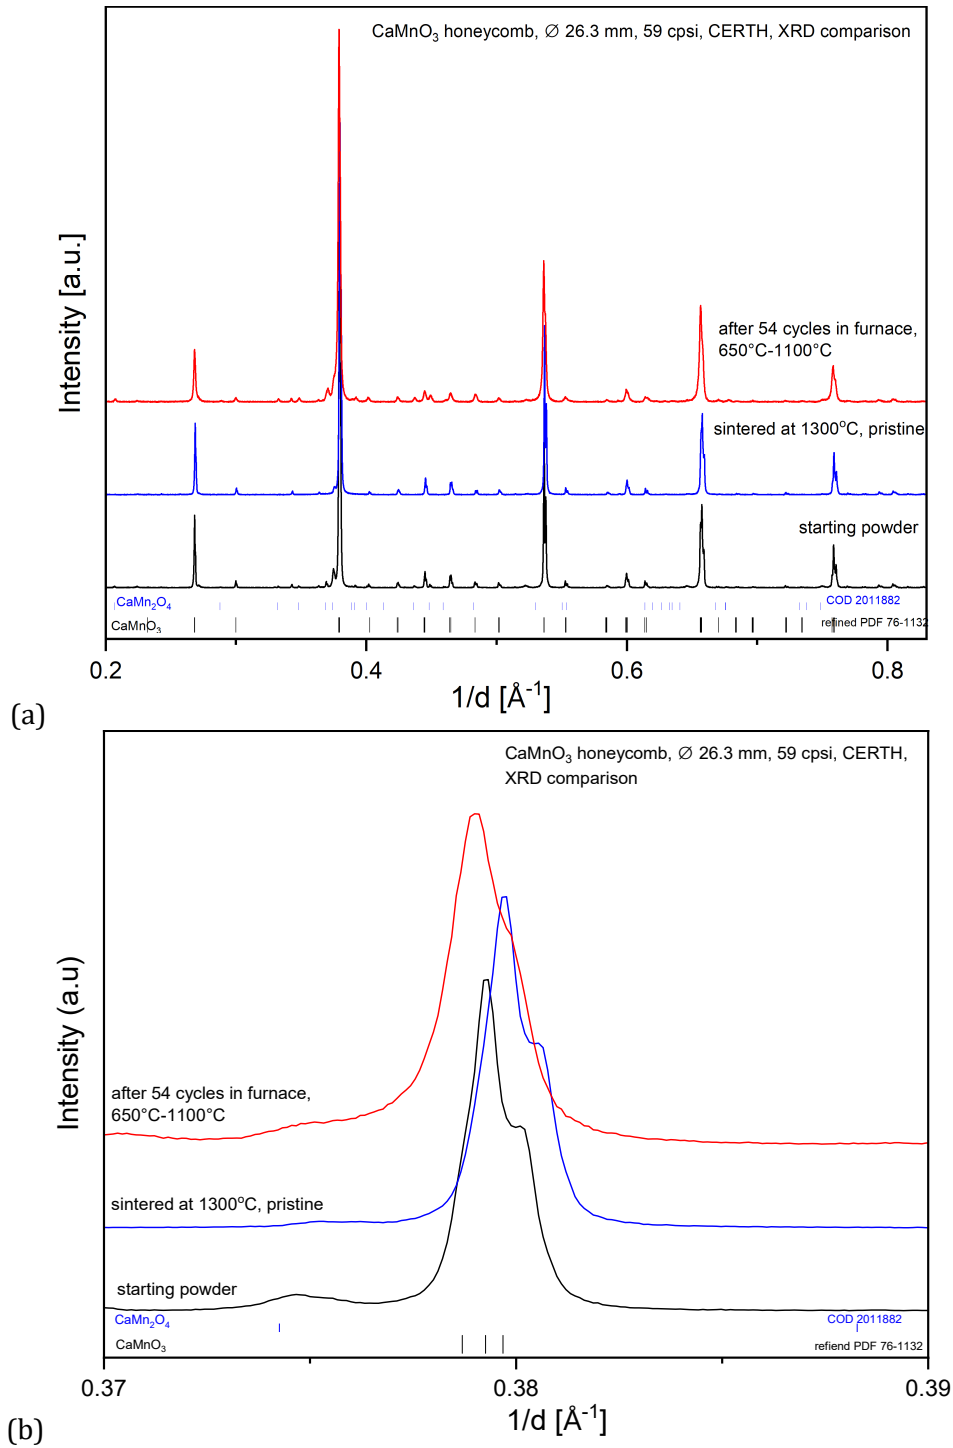 CaMnO₃ honeycomb, ∅ 26.3 mm, 59 cpsi, CERTH, XRD comparison
Intensity [a.u.]
after 54 cycles in furnace,
650°C-1100°C
sintered at 1300°C, pristine
starting powder
CaMn₂O₄
COD 2011882
CaMnO₃
refined PDF 76-1132
0.2 0.4 0.6 0.8
1/d [Å⁻¹]
(a)
CaMnO₃ honeycomb, ∅ 26.3 mm, 59 cpsi, CERTH,
XRD comparison
Intensity (a.u)
after 54 cycles in furnace,
650°C-1100°C
sintered at 1300°C, pristine
starting powder
CaMn₂O₄
COD 2011882
CaMnO₃
refiend PDF 76-1132
0.37 0.38 0.39
1/d [Å⁻¹]
(b)